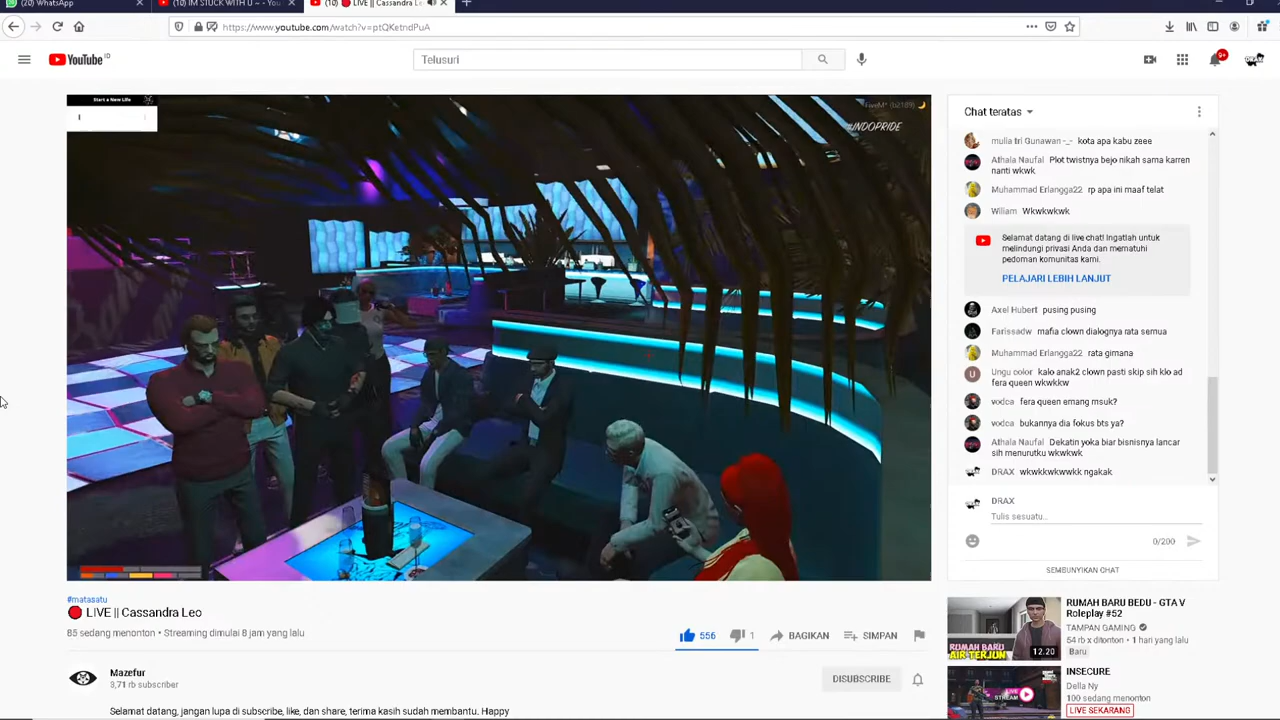 (20) WhatsApp
(10) IM STUCK WITH U ~ - You
(10) 🔴 LIVE || Cassandra Le
https://www.youtube.com/watch?v=ptQKetndPuA
YouTube ID
Telusuri
9+
Start a New Life
FiveM® (b2189)
#UNDOPRIDE
Chat teratas
mulia tri Gunawan -_- kota apa kabu zeee
Athala Naufal Plot twistnya bejo nikah sama karren
nanti wkwk
Muhammad Erlangga22 rp apa ini maaf telat
Wiliam Wkwkwkwk
Selamat datang di live chat! Ingatlah untuk
melindungi privasi Anda dan mematuhi
pedoman komunitas kami.
PELAJARI LEBIH LANJUT
Axel Hubert pusing pusing
Farissadw mafia clown dialognya rata semua
Muhammad Erlangga22 rata gimana
U
Ungu color kalo anak2 clown pasti skip sih klo ad
fera queen wkwkkw
vodca fera queen emang msuk?
vodca bukannya dia fokus bts ya?
Athala Naufal Dekatin yoka biar bisnisnya lancar
sih menurutku wkwkwk
DRAX wkwkkwkwwkk ngakak
DRAX
Tulis sesuatu...
0/200
SEMBUNYIKAN CHAT
#matasatu
🔴 LIVE || Cassandra Leo
85 sedang menonton • Streaming dimulai 8 jam yang lalu
556
1
BAGIKAN
SIMPAN
Mazefur
3,71 rb subscriber
DISUBSCRIBE
Selamat datang, jangan lupa di subscribe, like, comment, share, ten
membantu. Happy
RUMAH BARU BEDU - GTA V
Roleplay #52
TAMPAN GAMING
54 rb x ditonton • 1 hari yang lalu
Baru
RUMAH BARU
AIR TERJUN
12.20
INSECURE
Della Ny
100 sedang menonton
LIVE SEKARANG
LIVE
STREAM